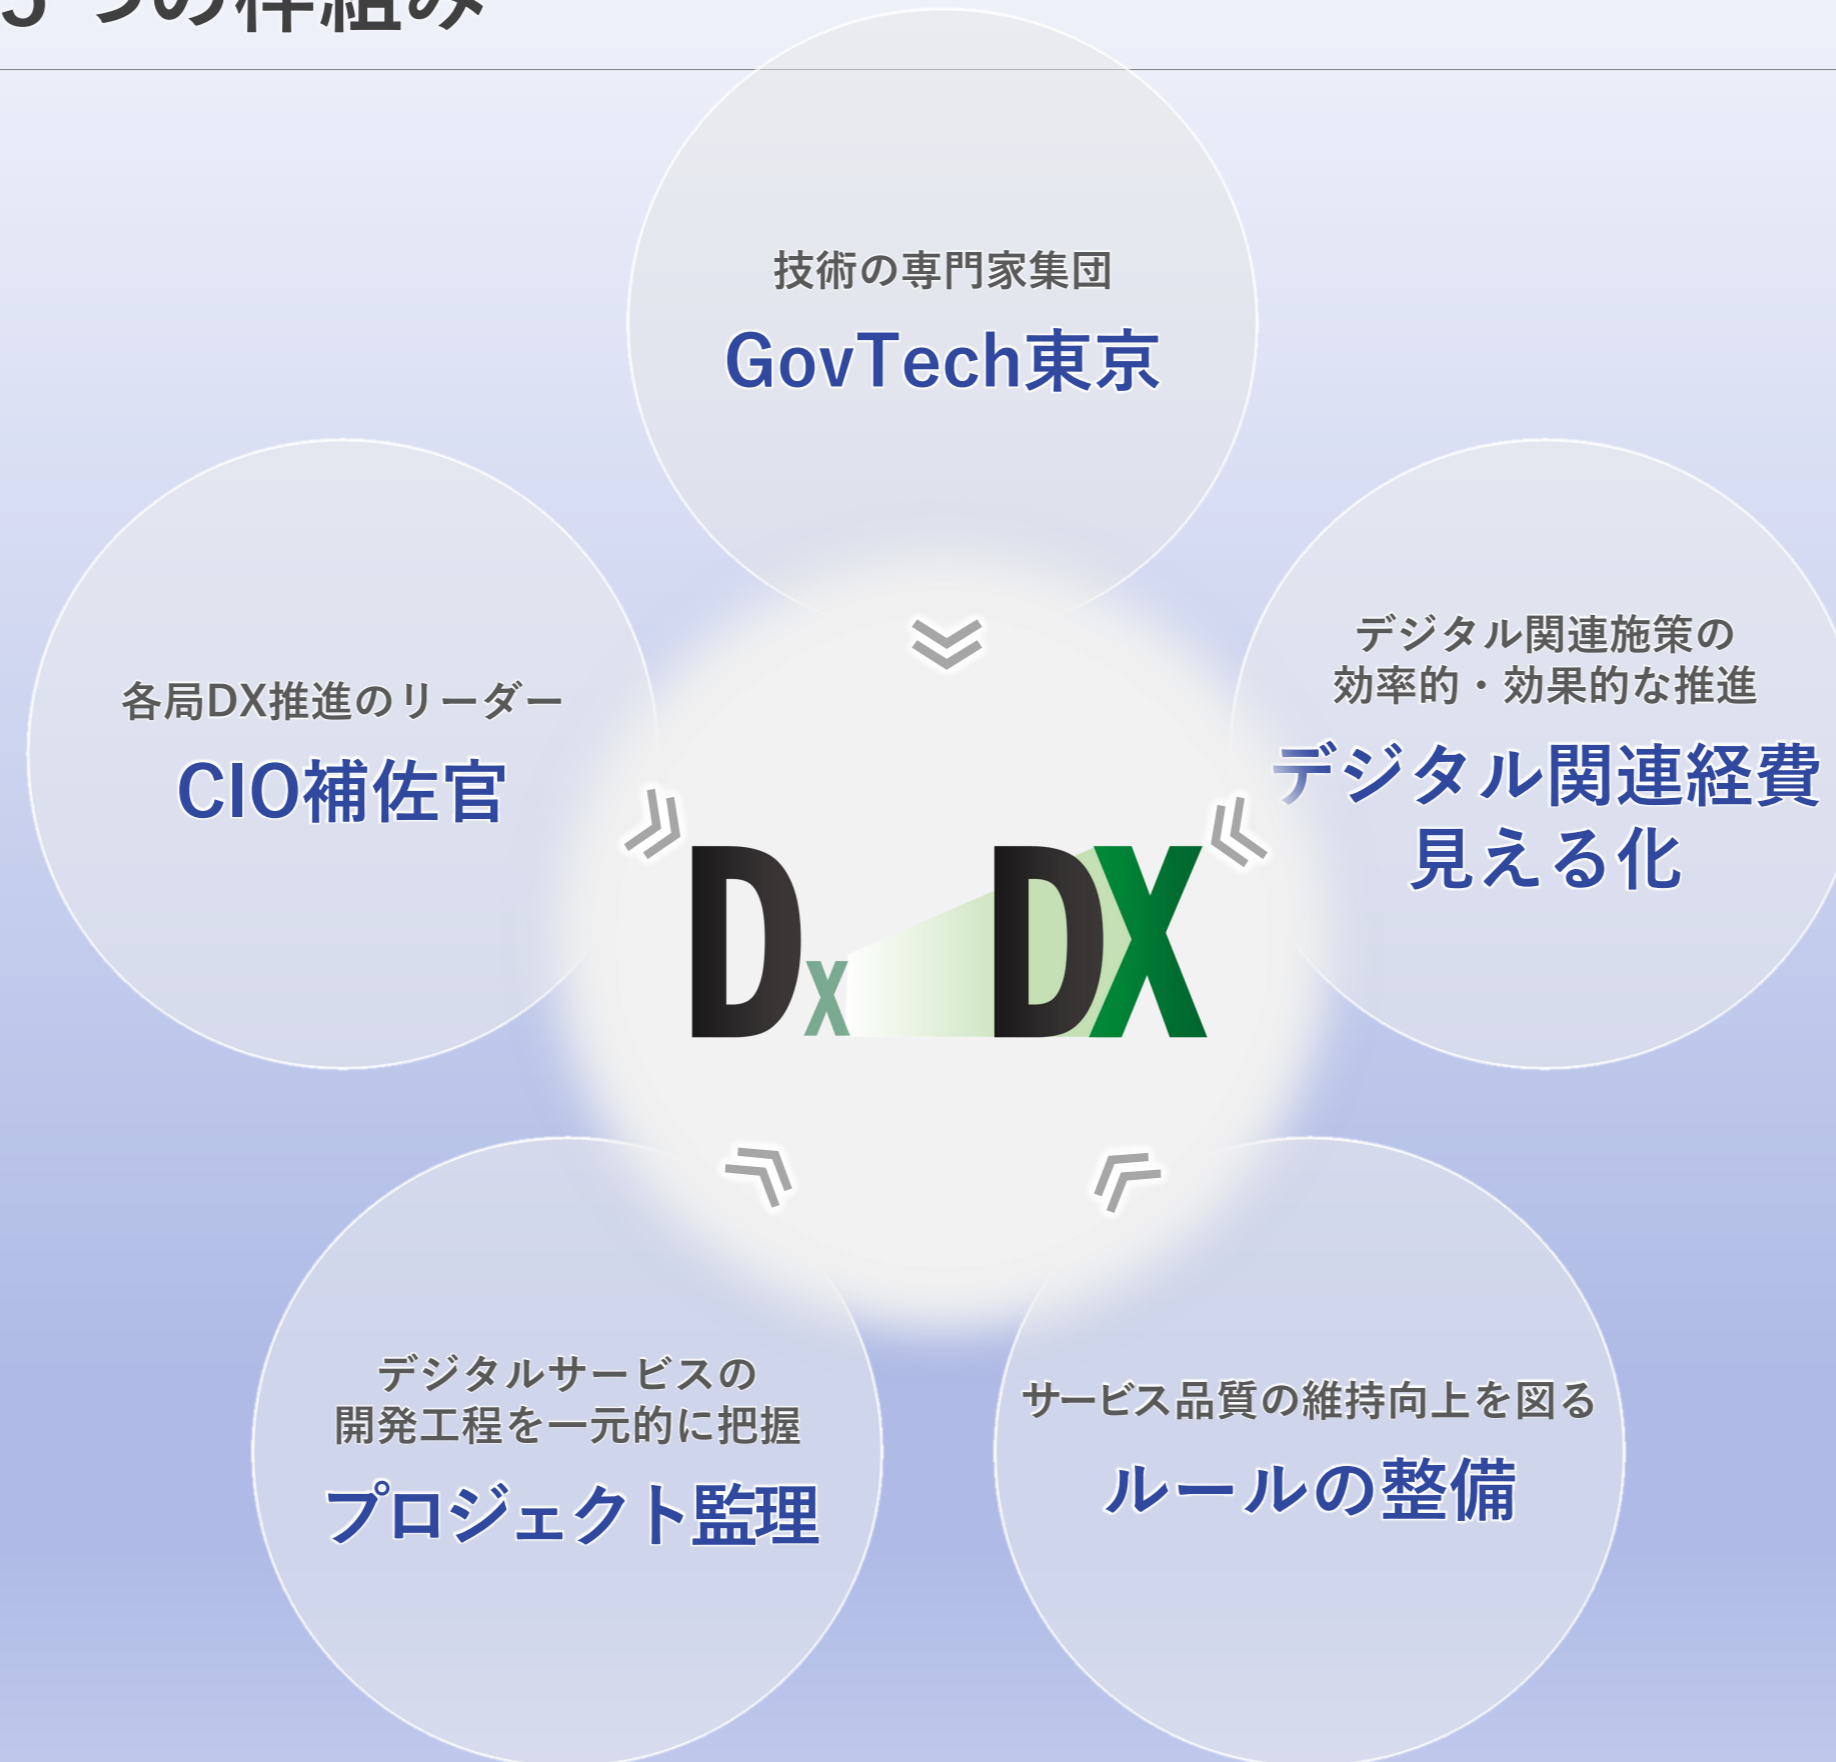 5つの枠組み
技術の専門家集団
GovTech東京
各局DX推進のリーダー
CIO補佐官
デジタル関連施策の
効率的・効果的な推進
デジタル関連経費
見える化
Dx DX
デジタルサービスの
開発工程を一元的に把握
プロジェクト監理
サービス品質の維持向上を図る
ルールの整備